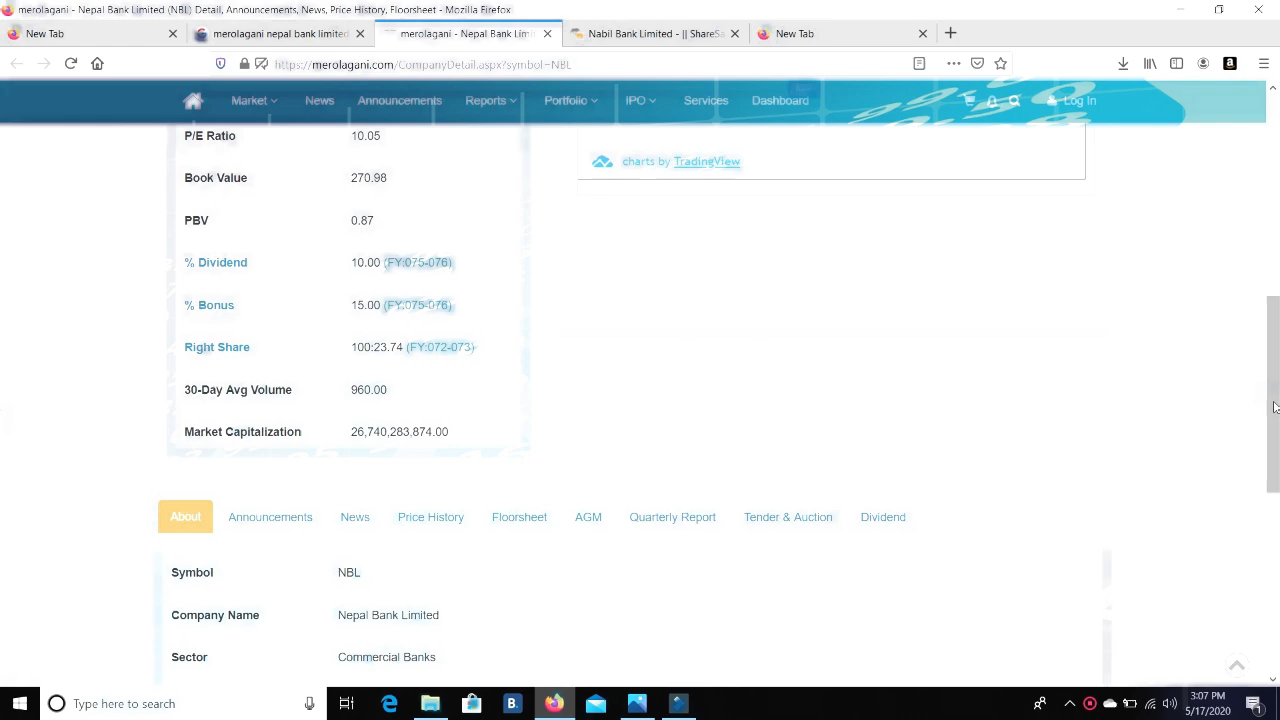 merolagani - Nepal Bank Limited (NBL) Detail, Announcements, News, Price History, Floorsheet - Mozilla Firefox
New Tab
merolagani nepal bank limited
merolagani - Nepal Bank Lim
Nabil Bank Limited - || ShareSa
New Tab
https://merolagani.com/CompanyDetail.aspx?symbol=NBL
Market
News
Announcements
Reports
Portfolio
IPO
Services
Dashboard
Log In
P/E Ratio 10.05
charts by TradingView
Book Value 270.98
PBV 0.87
% Dividend 10.00 (FY:075-076)
% Bonus 15.00 (FY:075-076)
Right Share 100:23.74 (FY:072-073)
30-Day Avg Volume 960.00
Market Capitalization 26,740,283,874.00
About Announcements News Price History Floorsheet AGM Quarterly Report Tender & Auction Dividend
Symbol NBL
Company Name Nepal Bank Limited
Sector Commercial Banks
Type here to search
3:07 PM
5/17/2020